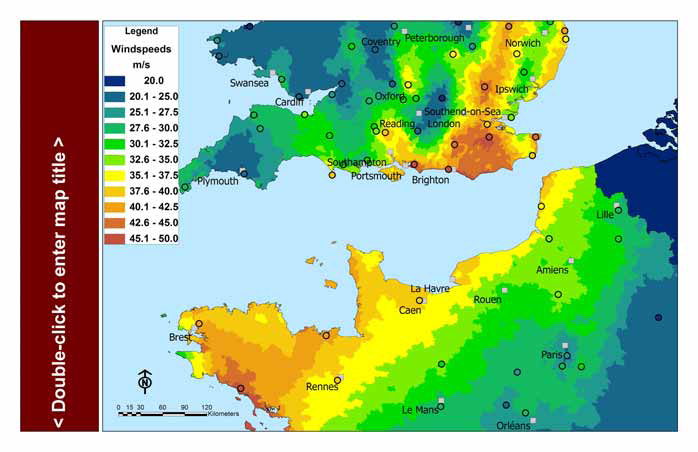 < Double-click to enter map title >
Legend
Windspeeds
m/s
20.0
20.1 - 25.0
25.1 - 27.5
27.6 - 30.0
30.1 - 32.5
32.6 - 35.0
35.1 - 37.5
37.6 - 40.0
40.1 - 42.5
42.6 - 45.0
45.1 - 50.0
Coventry
Peterborough
Norwich
Swansea
Cardiff
Oxford
Ipswich
Southend-on-Sea
Reading
London
Southampton
Plymouth
Portsmouth
Brighton
Lille
Amiens
La Havre
Rouen
Caen
Brest
Paris
Rennes
Le Mans
Orléans
N
0 15 30 60 90 120
Kilometers